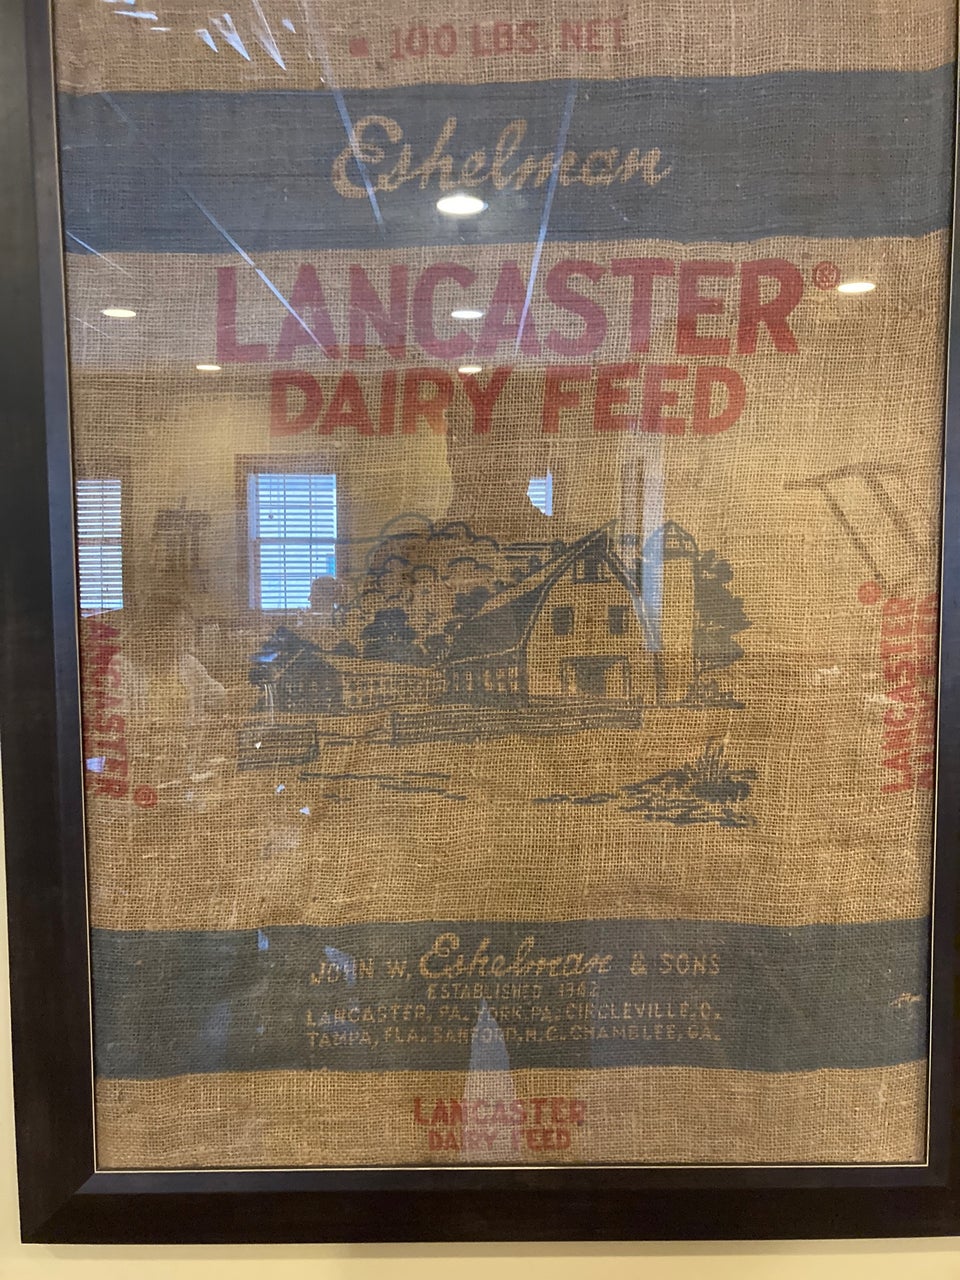 100 LBS. NET
Eshelman
LANCASTER®
DAIRY FEED
LANCASTER®
LANCASTER
JOHN W. Eshelman & SONS
ESTABLISHED 1842
LANCASTER, PA. YORK PA. CIRCLEVILLE, O.
TAMPA, FLA. SANFORD, N.C. CHAMBLEE, GA.
LANCASTER
DAIRY FEED